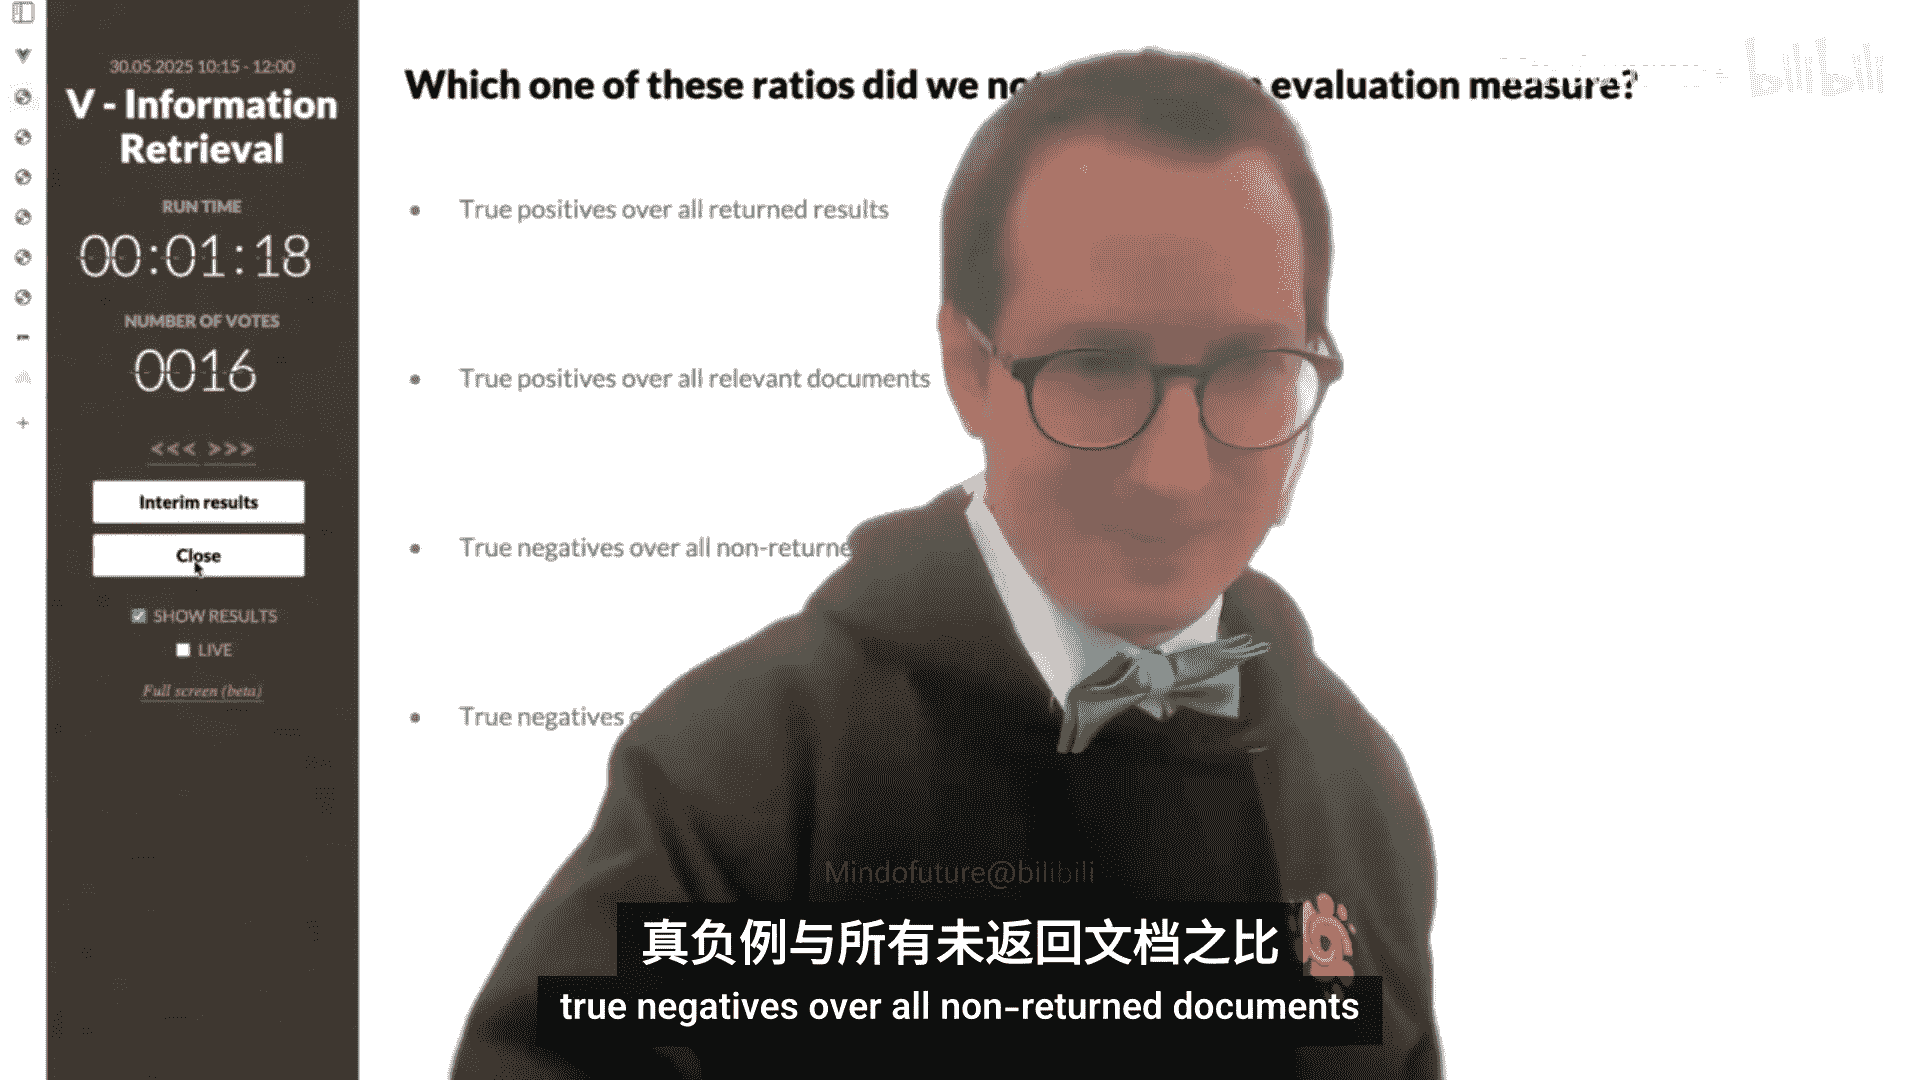 30.05.2025 10:15 - 12:00
V - Information
Retrieval
RUN TIME
00:01:18
NUMBER OF VOTES
0016
<<< >>>
Interim results
Close
SHOW RESULTS
LIVE
Full screen (beta)
Which one of these ratios did we evaluation measure?
True positives over all returned results
True positives over all relevant documents
True negatives over all
True negatives
bilibili
Mindofuture@bilibili
真负例与所有未返回文档之比
true negatives over all non-returned documents